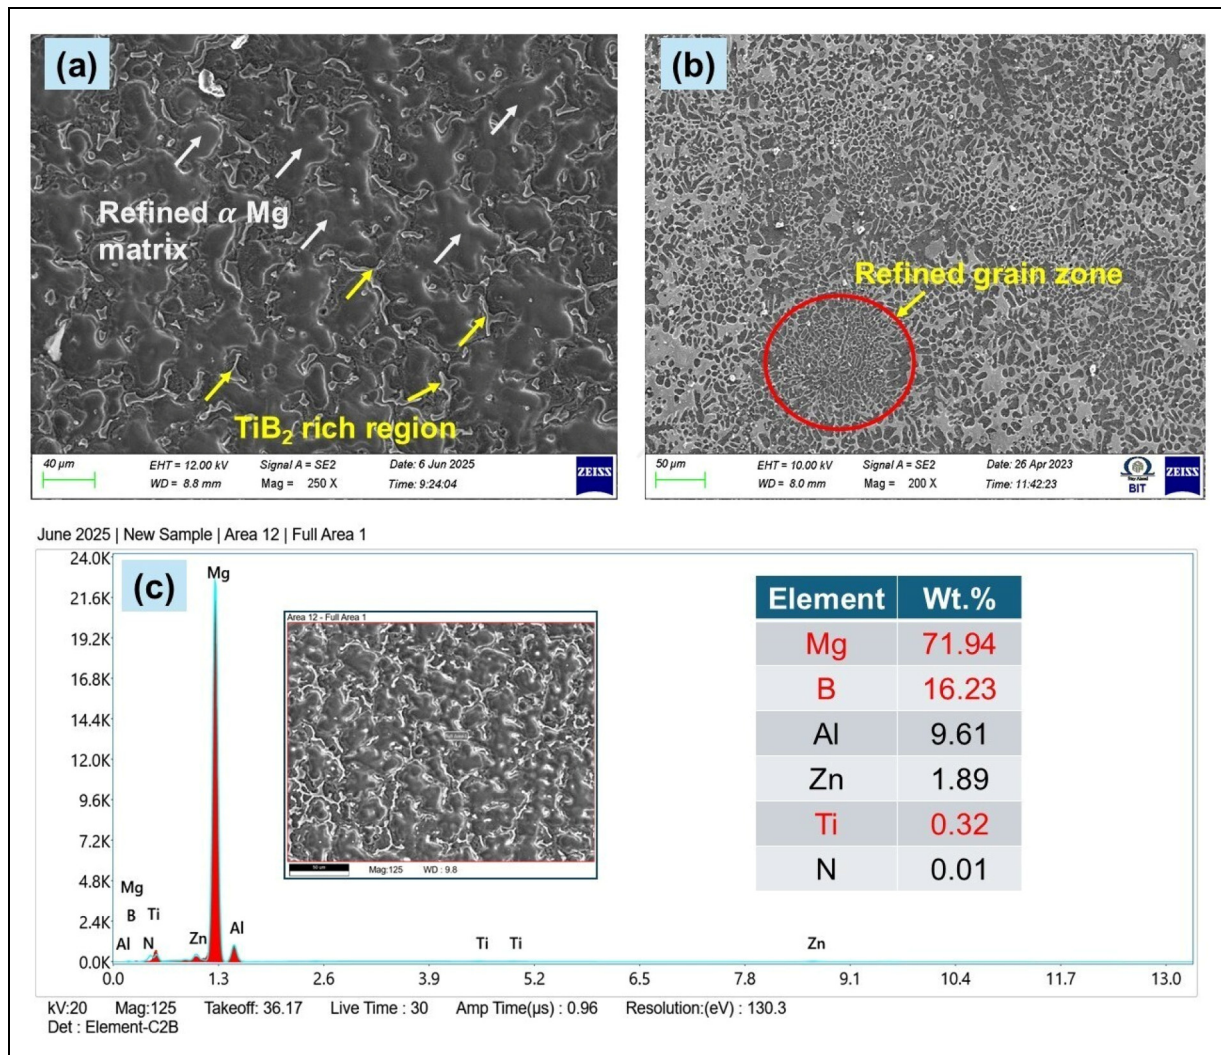 (a)
Refined α Mg
matrix
TiB₂ rich region
40 µm
EHT = 12.00 kV
Signal A = SE2
Date: 6 Jun 2025
ZEISS
WD = 8.8 mm
Mag = 250 X
Time: 9:24:04
(b)
Refined grain zone
50 µm
EHT = 10.00 kV
Signal A = SE2
Date: 26 Apr 2023
ZEISS
WD = 8.0 mm
Mag = 200 X
Time: 11:42:23
BIT
June 2025 | New Sample | Area 12 | Full Area 1
(c)
24.0K
21.6K
19.2K
16.8K
14.4K
12.0K
9.6K
7.2K
4.8K
2.4K
0.0K
Mg
Mg
B Ti
Al N Zn Al
Ti Ti Zn
Area 12 - Full Area 1
Full Area 1
50 µm
Mag:125 WD : 9.8
Element Wt.%
Mg 71.94
B 16.23
Al 9.61
Zn 1.89
Ti 0.32
N 0.01
0.0 1.3 2.6 3.9 5.2 6.5 7.8 9.1 10.4 11.7 13.0
kV:20 Mag:125 Takeoff: 36.17 Live Time : 30 Amp Time(µs) : 0.96 Resolution:(eV) : 130.3
Det : Element-C2B